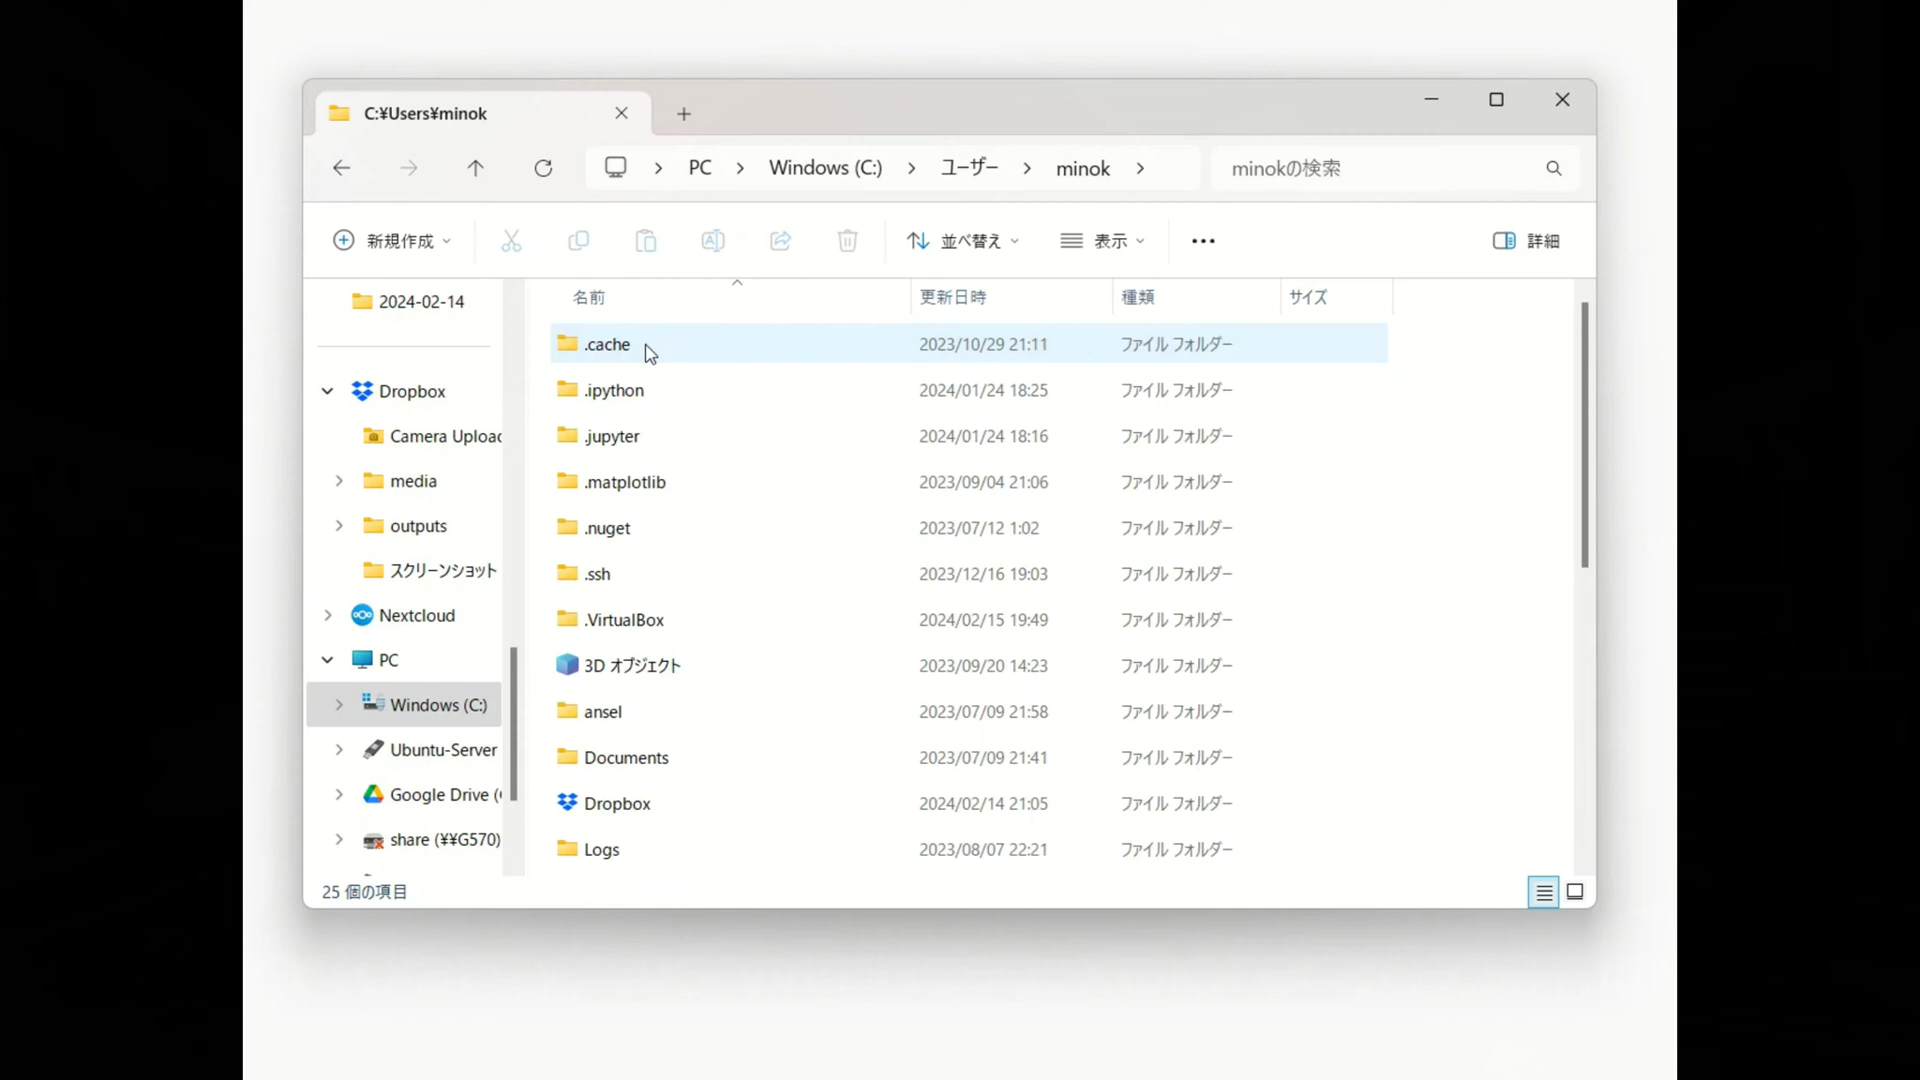 C:¥Users¥minok
PC
Windows (C:)
ユーザー
minok
minokの検索
新規作成
並べ替え
表示
詳細
2024-02-14
Dropbox
Camera Uploac
media
outputs
スクリーンショット
Nextcloud
PC
Windows (C:)
Ubuntu-Server
Google Drive (
share (¥¥G570)
名前 更新日時 種類 サイズ
.cache 2023/10/29 21:11 ファイル フォルダー
.ipython 2024/01/24 18:25 ファイル フォルダー
.jupyter 2024/01/24 18:16 ファイル フォルダー
.matplotlib 2023/09/04 21:06 ファイル フォルダー
.nuget 2023/07/12 1:02 ファイル フォルダー
.ssh 2023/12/16 19:03 ファイル フォルダー
.VirtualBox 2024/02/15 19:49 ファイル フォルダー
3D オブジェクト 2023/09/20 14:23 ファイル フォルダー
ansel 2023/07/09 21:58 ファイル フォルダー
Documents 2023/07/09 21:41 ファイル フォルダー
Dropbox 2024/02/14 21:05 ファイル フォルダー
Logs 2023/08/07 22:21 ファイル フォルダー
25 個の項目